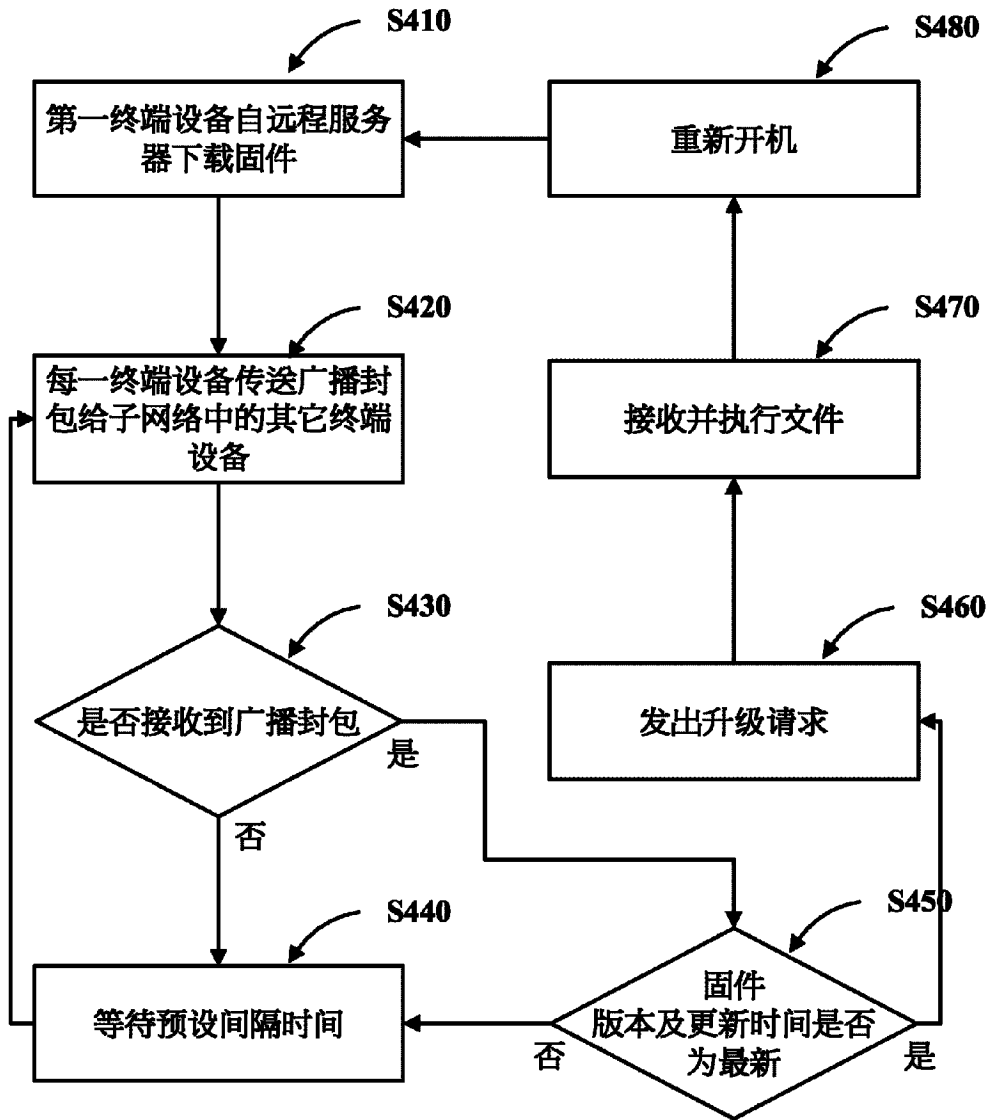 S410
第一终端设备自远程服务
器下载固件
S420
每一终端设备传送广播封
包给子网络中的其它终端
设备
S430
是否接收到广播封包
是
否
S440
等待预设间隔时间
S450
固件
版本及更新时间是否
为最新
否
是
S460
发出升级请求
S470
接收并执行文件
S480
重新开机